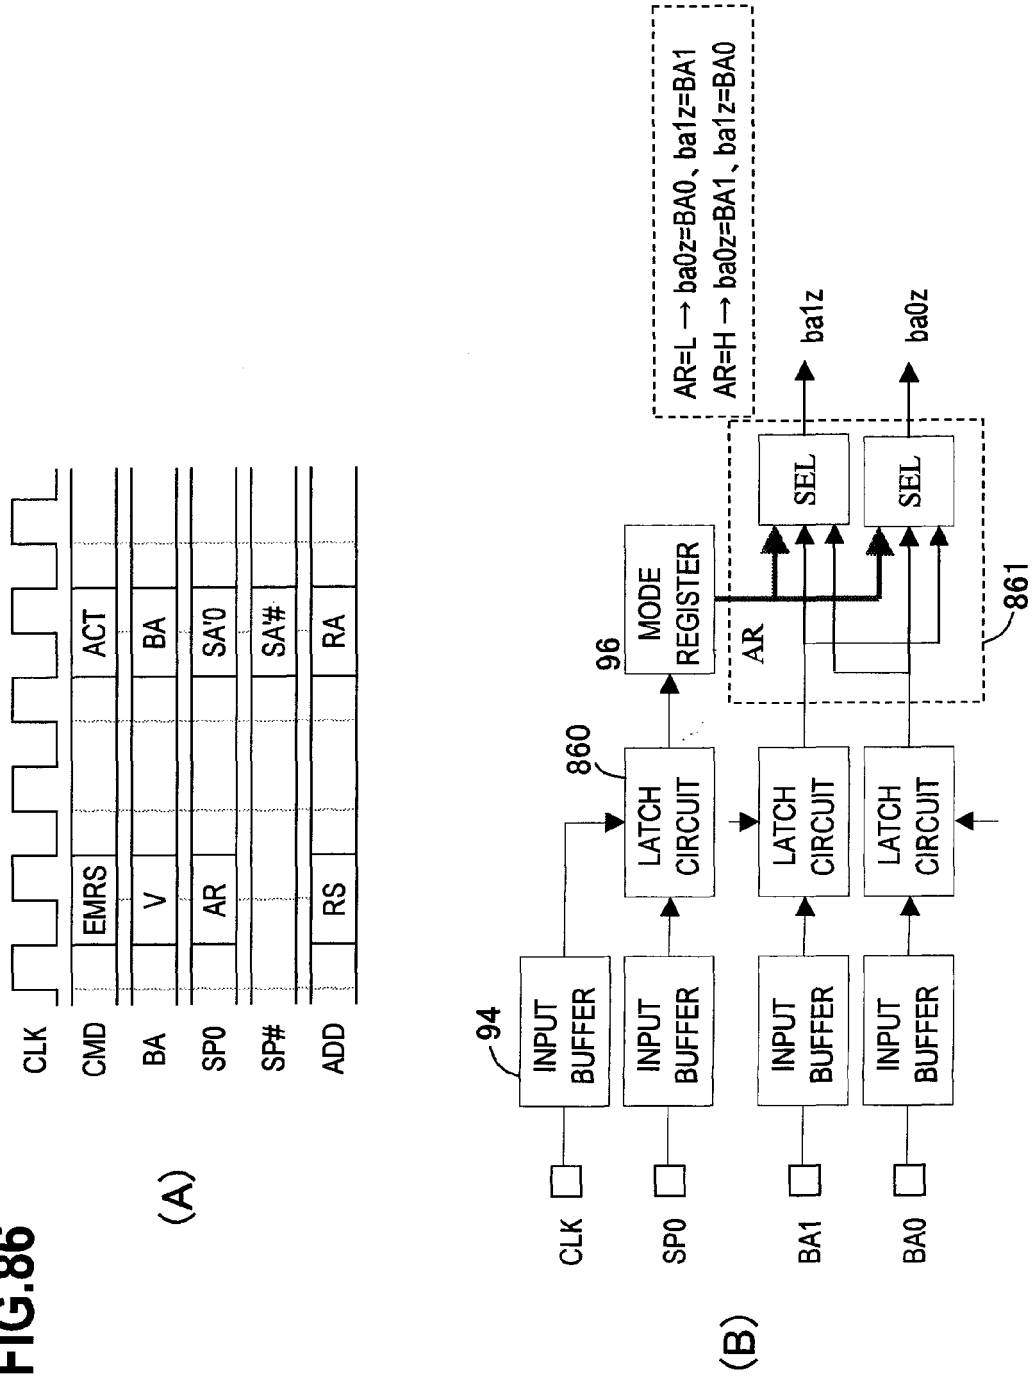 FIG.86
(A)
CLK
CMD EMRS ACT
BA V BA
SP0 AR SA'0
SP# SA'#
ADD RS RA
(B)
AR=L → ba0z=BA0、ba1z=BA1
AR=H → ba0z=BA1、ba1z=BA0
94
CLK
INPUT
BUFFER
860
96
SP0
INPUT
BUFFER
LATCH
CIRCUIT
MODE
REGISTER
AR
BA1
INPUT
BUFFER
LATCH
CIRCUIT
SEL
ba1z
BA0
INPUT
BUFFER
LATCH
CIRCUIT
SEL
ba0z
861